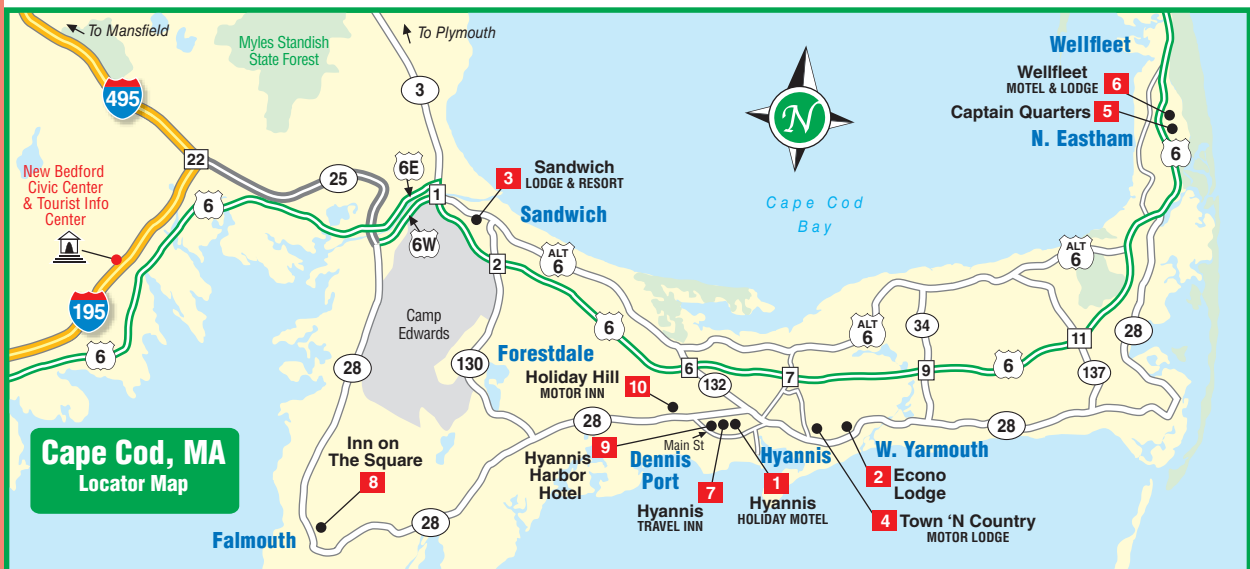 To Mansfield
Myles Standish
State Forest
To Plymouth
3
495
22
25
6E
1
6W
New Bedford
Civic Center
& Tourist Info
Center
6
195
6
3
Sandwich
LODGE & RESORT
Sandwich
2
ALT
6
Camp
Edwards
N
Cape Cod
Bay
Wellfleet
Wellfleet
MOTEL & LODGE
6
Captain Quarters
5
N. Eastham
6
ALT
6
ALT
6
34
28
11
6
9
137
28
6
6
132
7
28
130
Forestdale
Holiday Hill
MOTOR INN
10
28
Main St
9
Hyannis
Harbor
Hotel
Dennis
Port
7
Hyannis
TRAVEL INN
Hyannis
1
Hyannis
HOLIDAY MOTEL
W. Yarmouth
2
Econo
Lodge
4
Town ‘N Country
MOTOR LODGE
Inn on
The Square
8
28
Falmouth
Cape Cod, MA
Locator Map